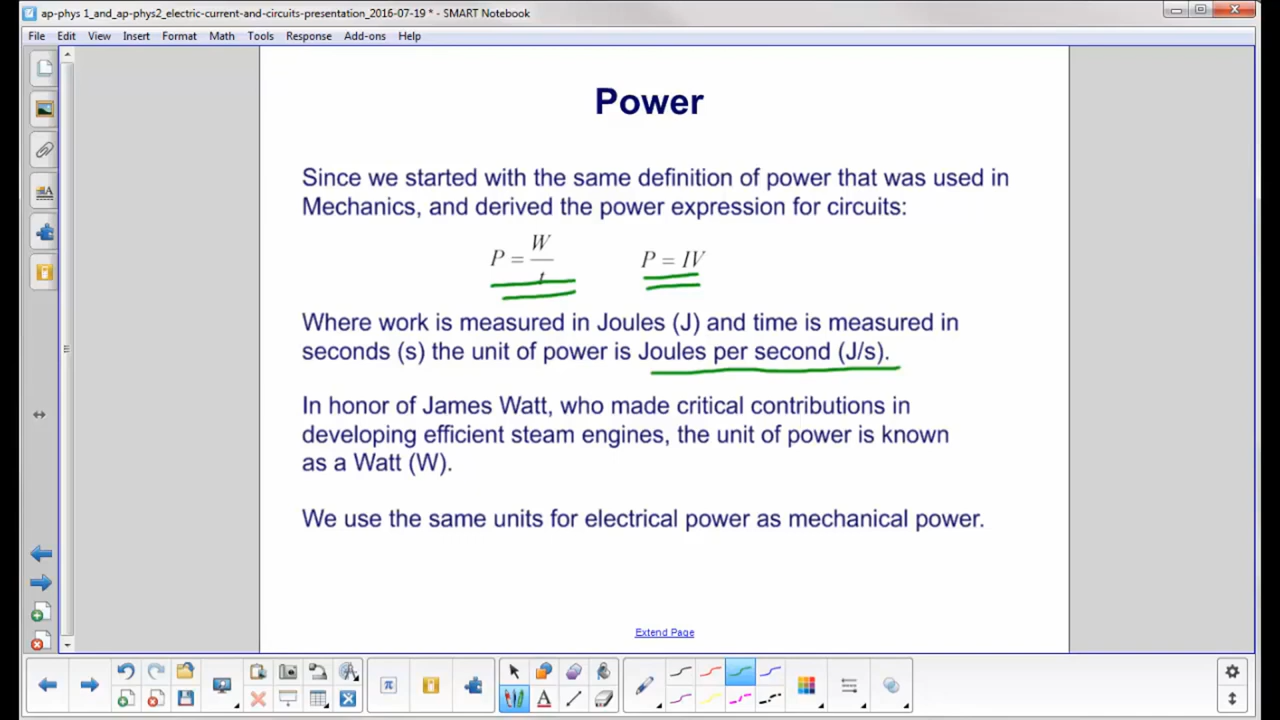 ap-phys 1_and_ap-phys2_electric-current-and-circuits-presentation_2016-07-19 * - SMART Notebook
File Edit View Insert Format Math Tools Response Add-ons Help
Power
Since we started with the same definition of power that was used in
Mechanics, and derived the power expression for circuits:
P = W/t P = IV
Where work is measured in Joules (J) and time is measured in
seconds (s) the unit of power is Joules per second (J/s).
In honor of James Watt, who made critical contributions in
developing efficient steam engines, the unit of power is known
as a Watt (W).
We use the same units for electrical power as mechanical power.
Extend Page